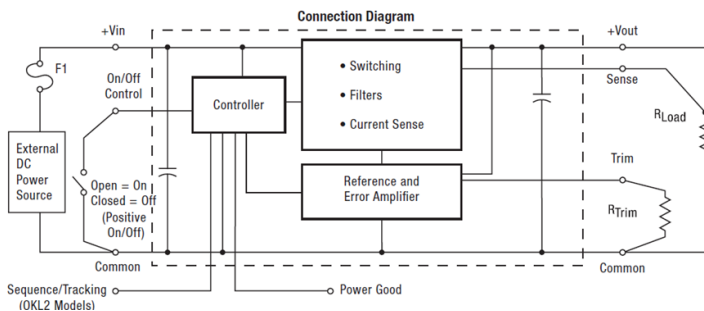 Connection Diagram
+Vin
+Vout
F1
On/Off
Control
Sense
• Switching
• Filters
• Current Sense
Controller
RLoad
External
DC
Power
Source
Open = On
Closed = Off
(Positive
On/Off)
Reference and
Error Amplifier
Trim
RTrim
Common
Common
Sequence/Tracking
(OKL2 Models)
Power Good